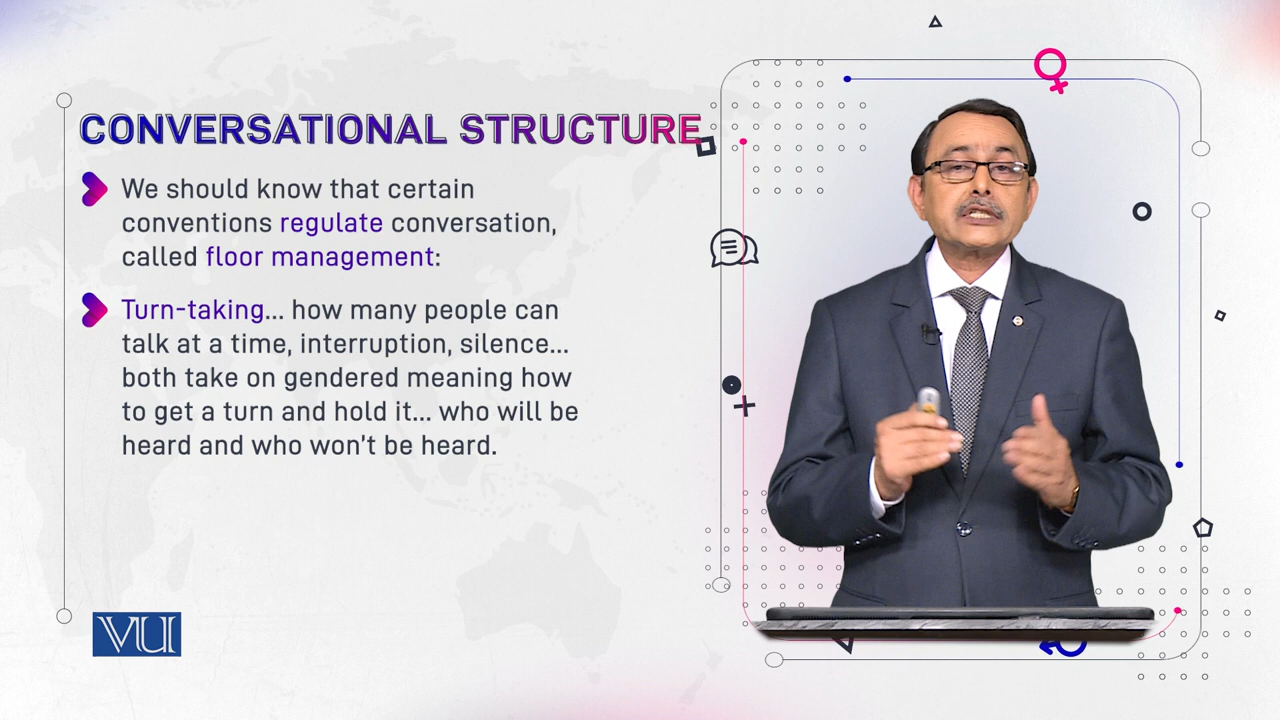 CONVERSATIONAL STRUCTURE
We should know that certain
conventions regulate conversation,
called floor management:
Turn-taking... how many people can
talk at a time, interruption, silence...
both take on gendered meaning how
to get a turn and hold it... who will be
heard and who won't be heard.
VU